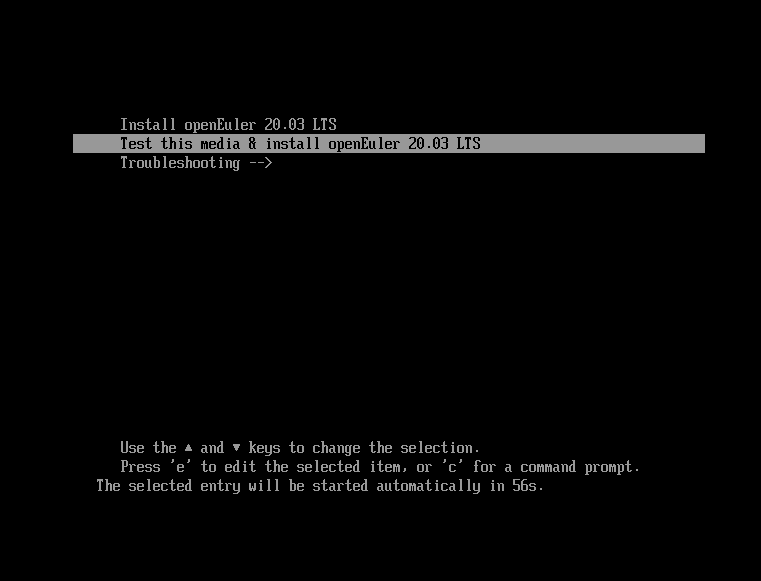 Install openEuler 20.03 LTS
Test this media & install openEuler 20.03 LTS
Troubleshooting -->
Use the ▲ and ▼ keys to change the selection.
Press 'e' to edit the selected item, or 'c' for a command prompt.
The selected entry will be started automatically in 56s.